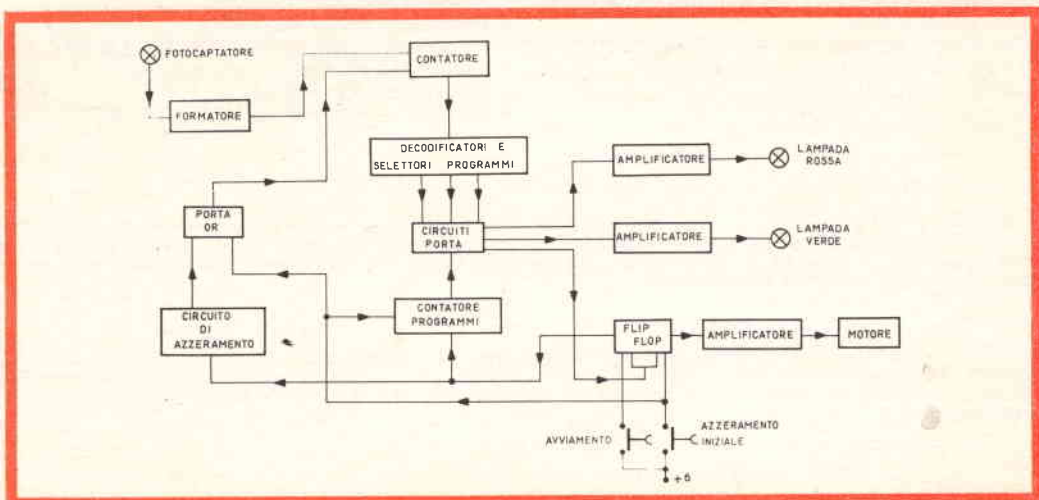 FOTOCAPTATORE
FORMATORE
CONTATORE
DECODIFICATORI E
SELETTORI PROGRAMMI
AMPLIFICATORE
LAMPADA
ROSSA
PORTA
OR
CIRCUITI
PORTA
AMPLIFICATORE
LAMPADA
VERDE
CIRCUITO
DI
AZZERAMENTO
CONTATORE
PROGRAMMI
FLIP
FLOP
AMPLIFICATORE
MOTORE
AVVIAMENTO
AZZERAMENTO
INIZIALE
+6